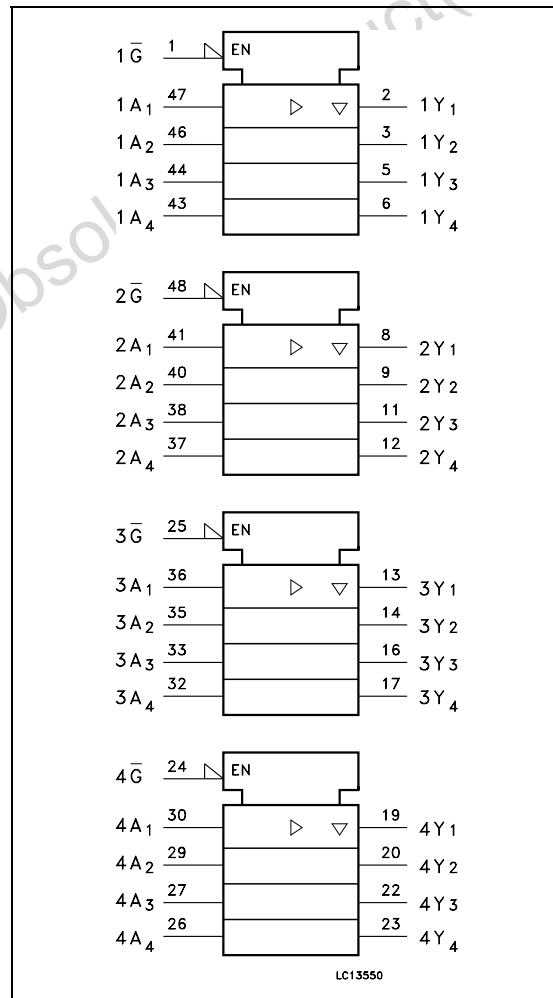 1G̅ 1 EN
1A1 47 2 1Y1
1A2 46 3 1Y2
1A3 44 5 1Y3
1A4 43 6 1Y4
2G̅ 48 EN
2A1 41 8 2Y1
2A2 40 9 2Y2
2A3 38 11 2Y3
2A4 37 12 2Y4
3G̅ 25 EN
3A1 36 13 3Y1
3A2 35 14 3Y2
3A3 33 16 3Y3
3A4 32 17 3Y4
4G̅ 24 EN
4A1 30 19 4Y1
4A2 29 20 4Y2
4A3 27 22 4Y3
4A4 26 23 4Y4
LC13550